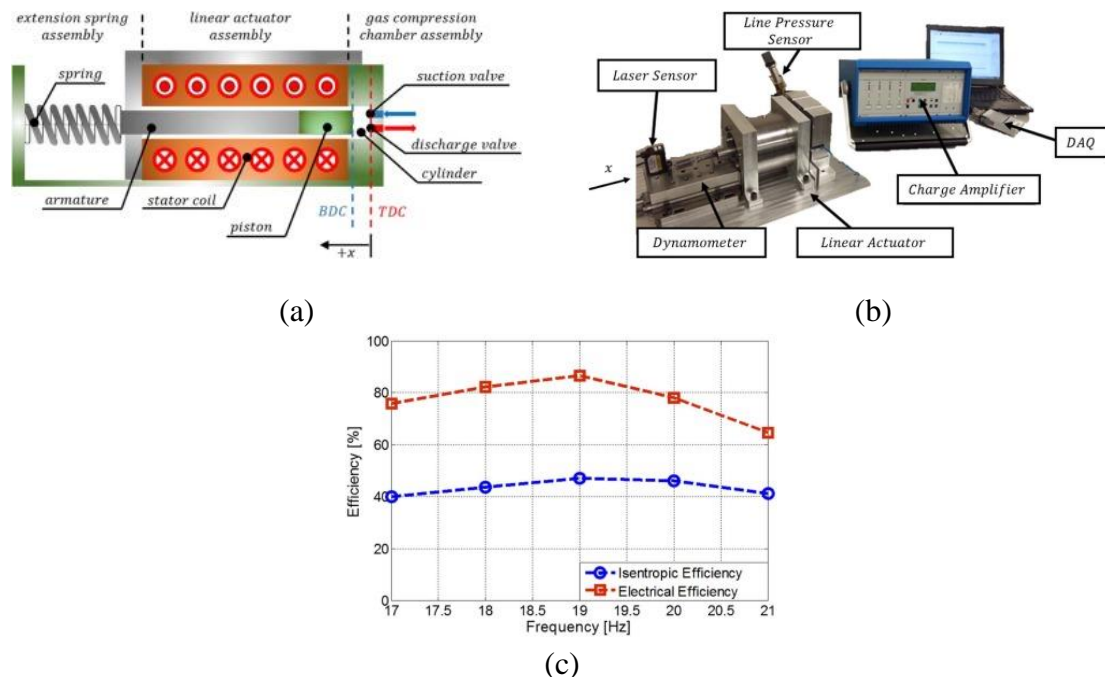 extension spring
assembly
linear actuator
assembly
gas compression
chamber assembly
spring
suction valve
discharge valve
cylinder
armature
stator coil
piston
BDC
TDC
+x
(a)
Line Pressure
Sensor
Laser Sensor
DAQ
x
Charge Amplifier
Dynamometer
Linear Actuator
(b)
100
80
60
40
20
0
Efficiency [%]
Isentropic Efficiency
Electrical Efficiency
17 17.5 18 18.5 19 19.5 20 20.5 21
Frequency [Hz]
(c)